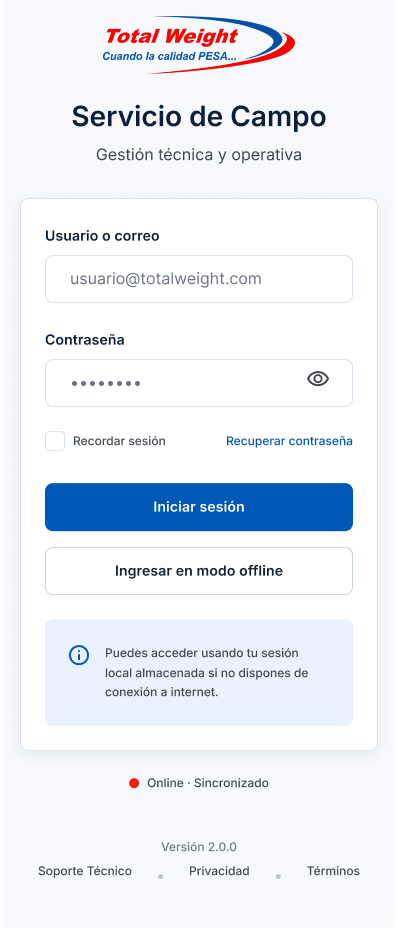 Total Weight
Cuando la calidad PESA...
Servicio de Campo
Gestión técnica y operativa
Usuario o correo
usuario@totalweight.com
Contraseña
••••••••
Recordar sesión
Recuperar contraseña
Iniciar sesión
Ingresar en modo offline
Puedes acceder usando tu sesión
local almacenada si no dispones de
conexión a internet.
Online · Sincronizado
Versión 2.0.0
Soporte Técnico • Privacidad • Términos